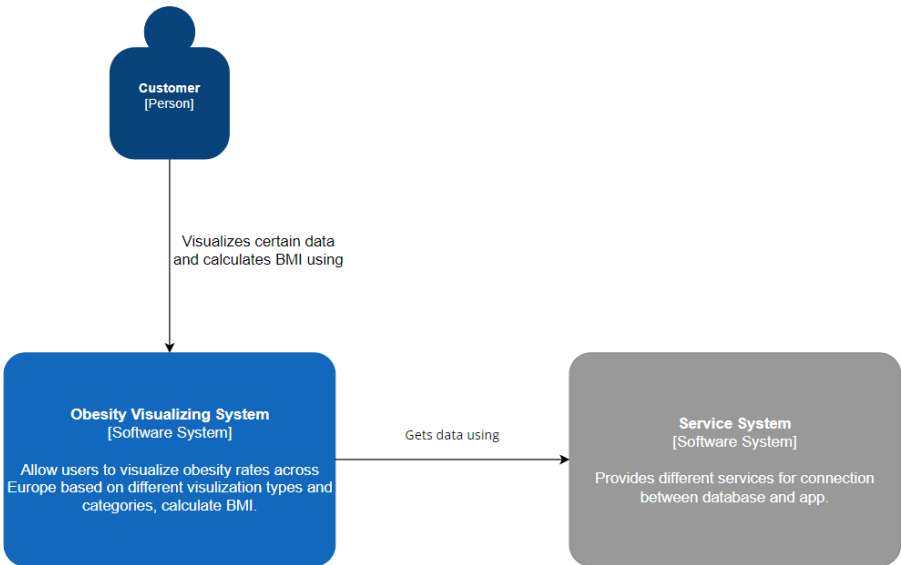 Customer
[Person]
Visualizes certain data
and calculates BMI using
Obesity Visualizing System
[Software System]
Allow users to visualize obesity rates across
Europe based on different visulization types and
categories, calculate BMI.
Gets data using
Service System
[Software System]
Provides different services for connection
between database and app.